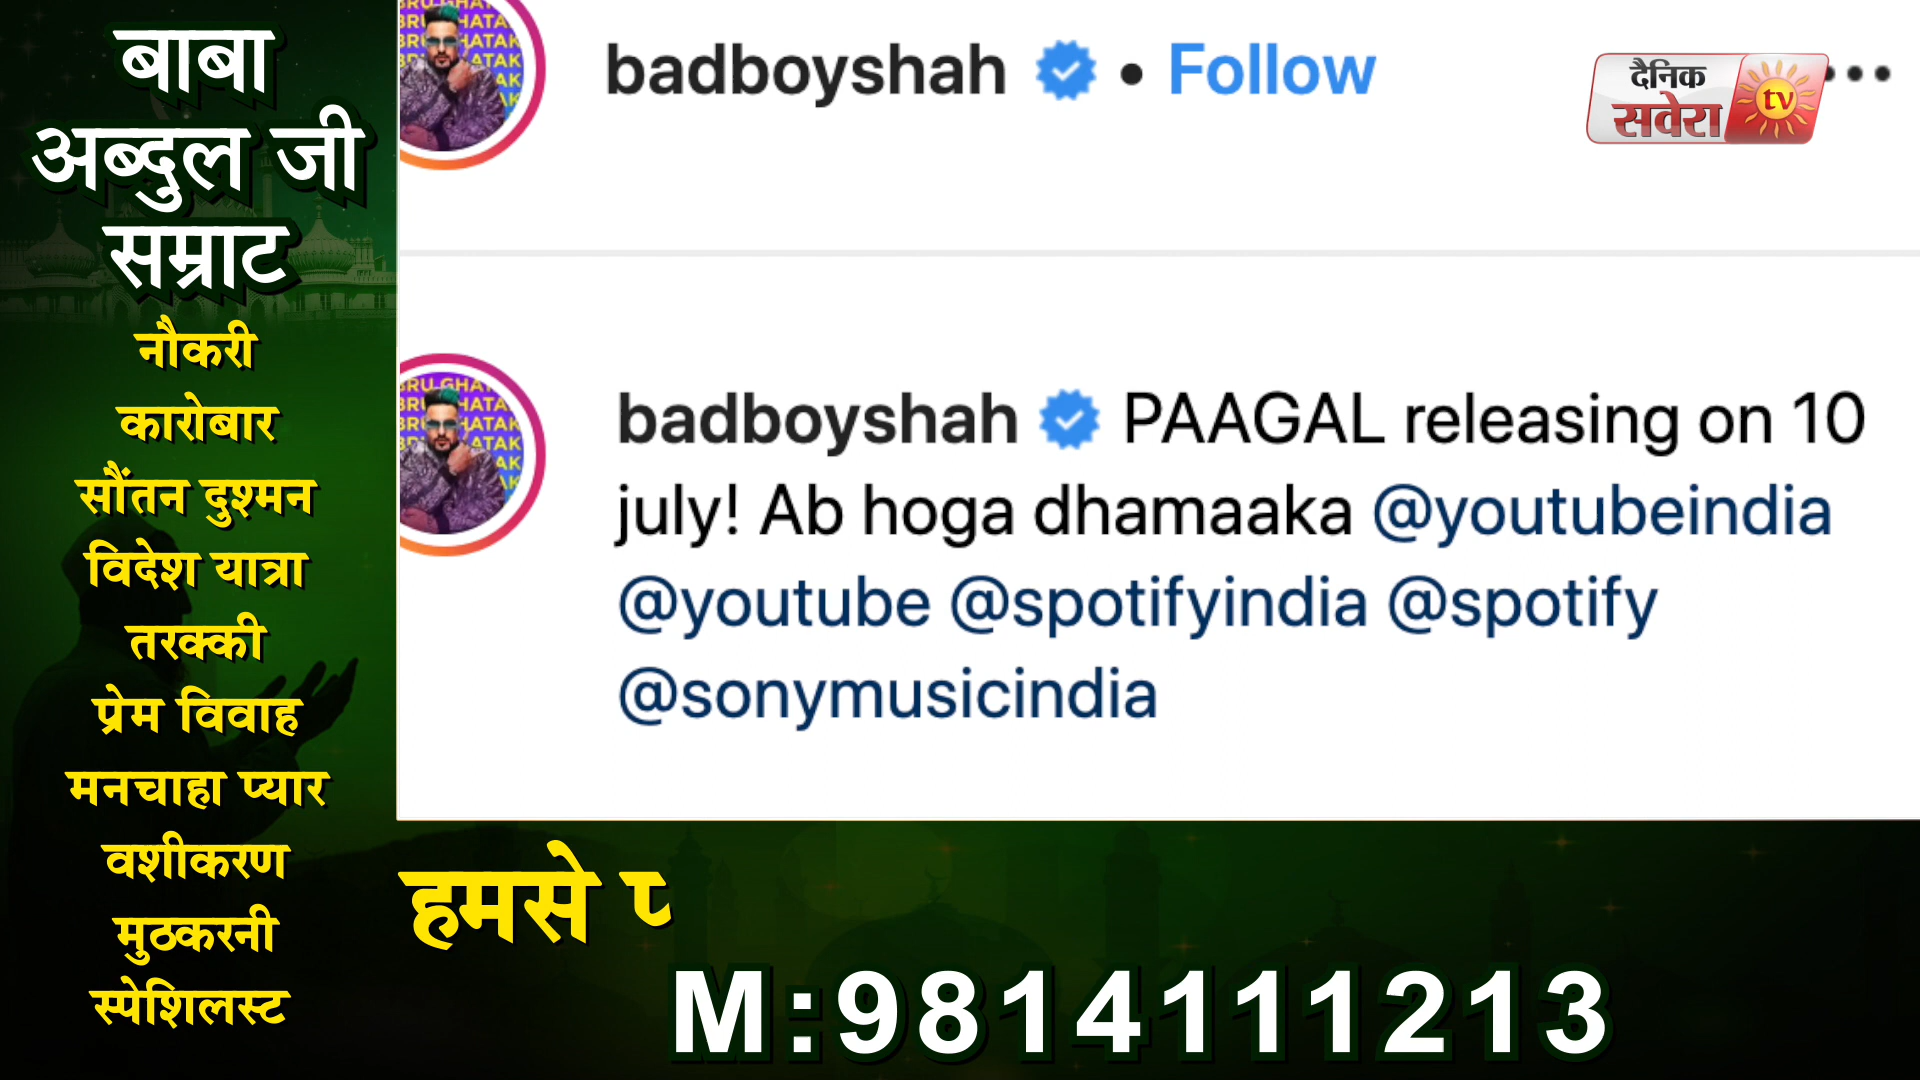 बाबा
अब्दुल जी
सम्राट
नौकरी
कारोबार
सौंतन दुश्मन
विदेश यात्रा
तरक्की
प्रेम विवाह
मनचाहा प्यार
वशीकरण
मुठकरनी
स्पेशिलस्ट
badboyshah • Follow
दैनिक
सवेरा tv
badboyshah PAAGAL releasing on 10
july! Ab hoga dhamaaka @youtubeindia
@youtube @spotifyindia @spotify
@sonymusicindia
हमसे
M:9814111213